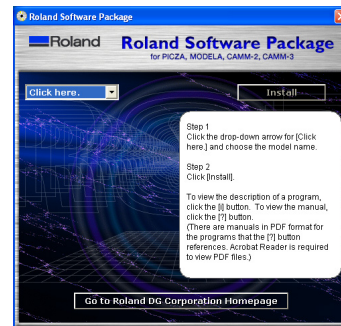 Roland Software Package
Roland
Roland Software Package
for PICZA, MODELA, CAMM-2, CAMM-3
Click here.
Install
Step 1
Click the drop-down arrow for [Click
here.] and choose the model name.
Step 2
Click [Install].
To view the description of a program,
click the [i] button. To view the manual,
click the [?] button.
(There are manuals in PDF format for
the programs that the [?] button
references. Acrobat Reader is required
to view PDF files.)
Go to Roland DG Corporation Homepage